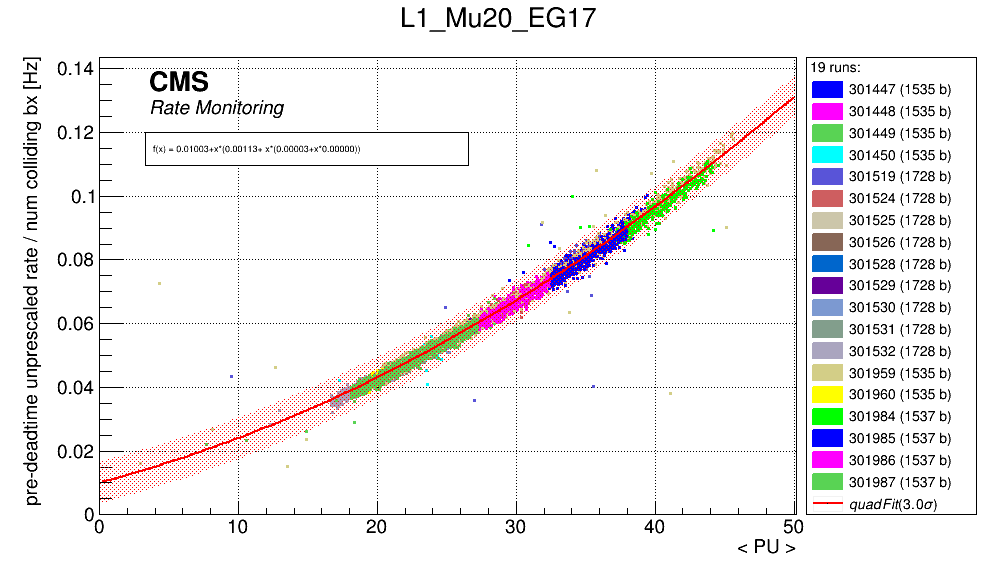 L1_Mu20_EG17
pre-deadtime unprescaled rate / num colliding bx [Hz]
0.14
0.12
0.1
0.08
0.06
0.04
0.02
0
CMS
Rate Monitoring
f(x) = 0.01003+x*(0.00113+ x*(0.00003+x*0.00000))
0 10 20 30 40 50
< PU >
19 runs:
301447 (1535 b)
301448 (1535 b)
301449 (1535 b)
301450 (1535 b)
301519 (1728 b)
301524 (1728 b)
301525 (1728 b)
301526 (1728 b)
301528 (1728 b)
301529 (1728 b)
301530 (1728 b)
301531 (1728 b)
301532 (1728 b)
301959 (1535 b)
301960 (1535 b)
301984 (1537 b)
301985 (1537 b)
301986 (1537 b)
301987 (1537 b)
quadFit(3.0σ)